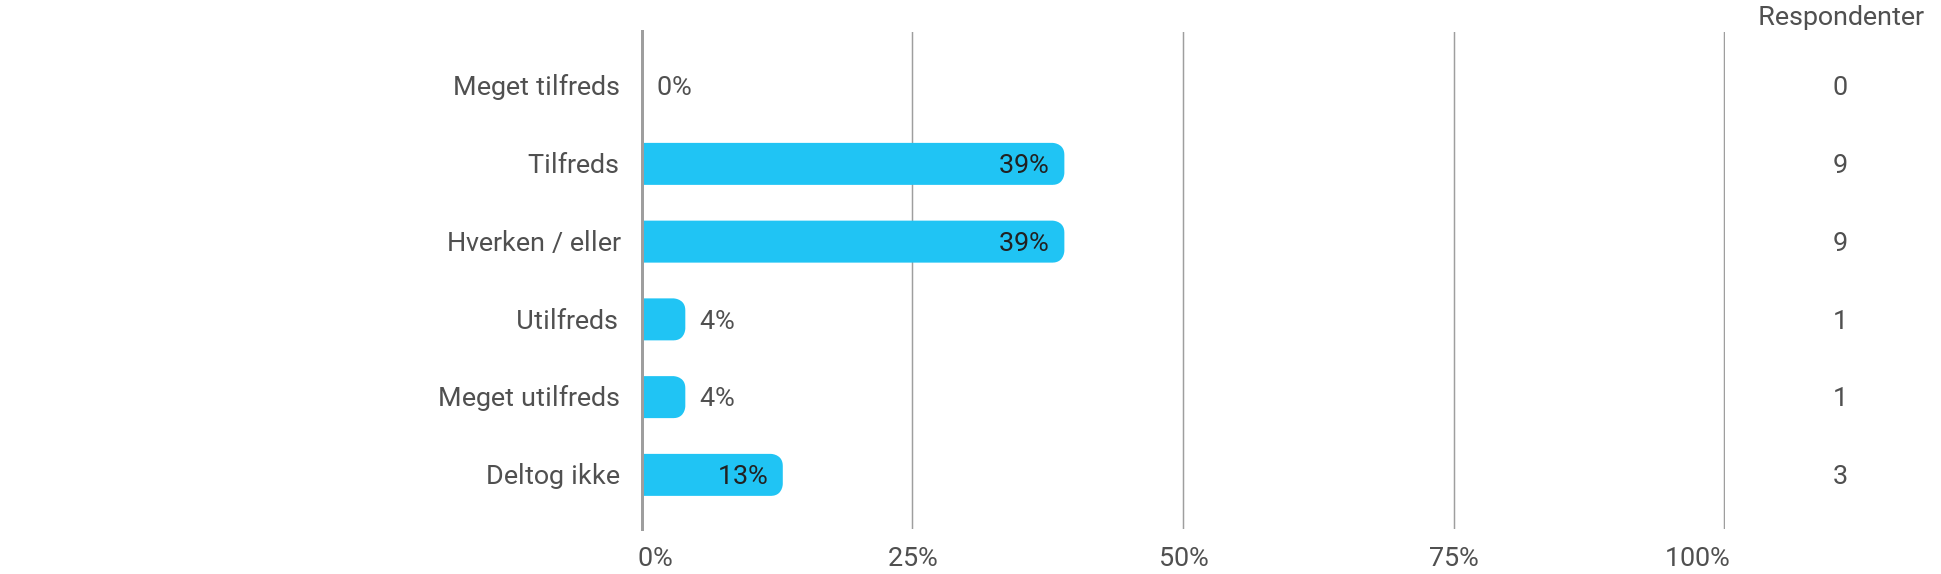 Respondenter
Meget tilfreds 0% 0
Tilfreds 39% 9
Hverken / eller 39% 9
Utilfreds 4% 1
Meget utilfreds 4% 1
Deltog ikke 13% 3
0% 25% 50% 75% 100%